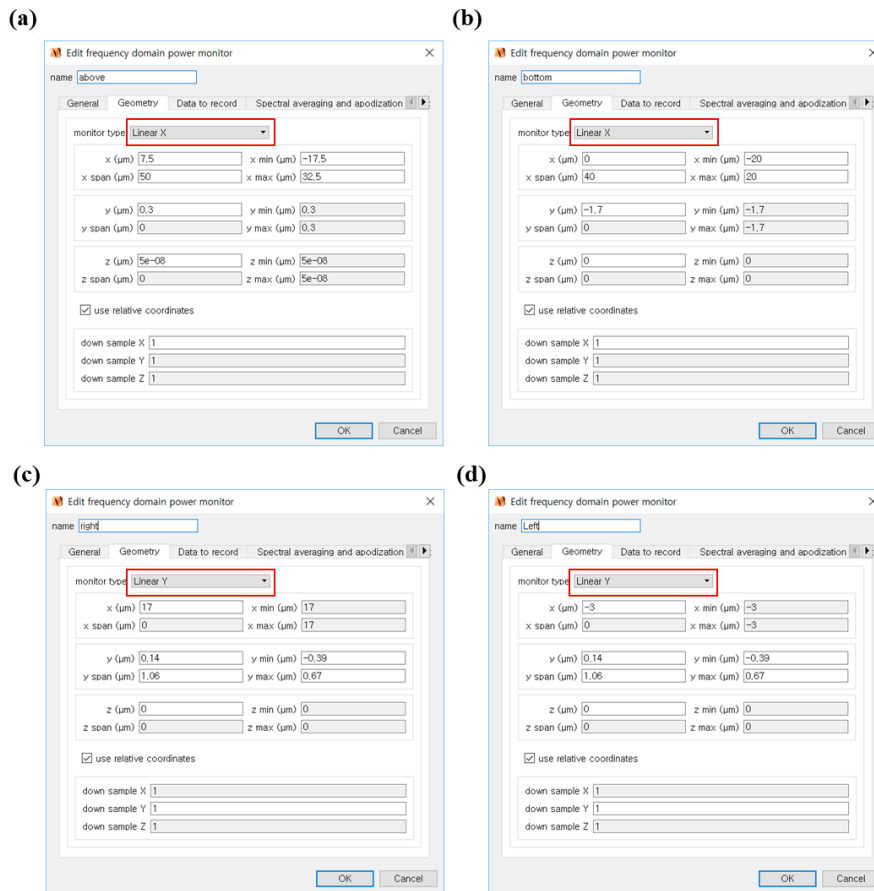 (a)
Edit frequency domain power monitor
name above
General Geometry Data to record Spectral averaging and apodization
monitor type Linear X
x (μm) 7,5 x min (μm) -17,5
x span (μm) 50 x max (μm) 32,5
y (μm) 0,3 y min (μm) 0,3
y span (μm) 0 y max (μm) 0,3
z (μm) 5e-08 z min (μm) 5e-08
z span (μm) 0 z max (μm) 5e-08
use relative coordinates
down sample X 1
down sample Y 1
down sample Z 1
OK Cancel
(b)
Edit frequency domain power monitor
name bottom
General Geometry Data to record Spectral averaging and apodization
monitor type Linear X
x (μm) 0 x min (μm) -20
x span (μm) 40 x max (μm) 20
y (μm) -1,7 y min (μm) -1,7
y span (μm) 0 y max (μm) -1,7
z (μm) 0 z min (μm) 0
z span (μm) 0 z max (μm) 0
use relative coordinates
down sample X 1
down sample Y 1
down sample Z 1
OK Cancel
(c)
Edit frequency domain power monitor
name right
General Geometry Data to record Spectral averaging and apodization
monitor type Linear Y
x (μm) 17 x min (μm) 17
x span (μm) 0 x max (μm) 17
y (μm) 0,14 y min (μm) -0,39
y span (μm) 1,06 y max (μm) 0,67
z (μm) 0 z min (μm) 0
z span (μm) 0 z max (μm) 0
use relative coordinates
down sample X 1
down sample Y 1
down sample Z 1
OK Cancel
(d)
Edit frequency domain power monitor
name Left
General Geometry Data to record Spectral averaging and apodization
monitor type Linear Y
x (μm) -3 x min (μm) -3
x span (μm) 0 x max (μm) -3
y (μm) 0,14 y min (μm) -0,39
y span (μm) 1,06 y max (μm) 0,67
z (μm) 0 z min (μm) 0
z span (μm) 0 z max (μm) 0
use relative coordinates
down sample X 1
down sample Y 1
down sample Z 1
OK Cancel